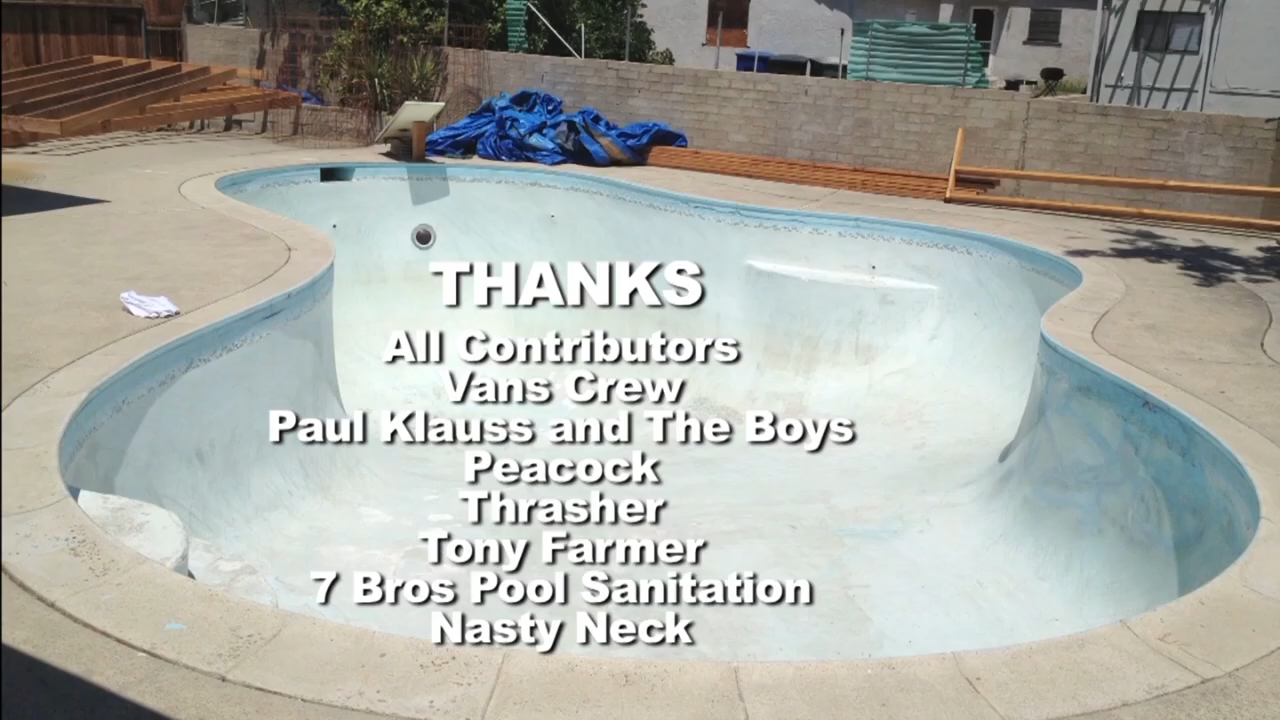 THANKS
All Contributors
Vans Crew
Paul Klauss and The Boys
Peacock
Thrasher
Tony Farmer
7 Bros Pool Sanitation
Nasty Neck